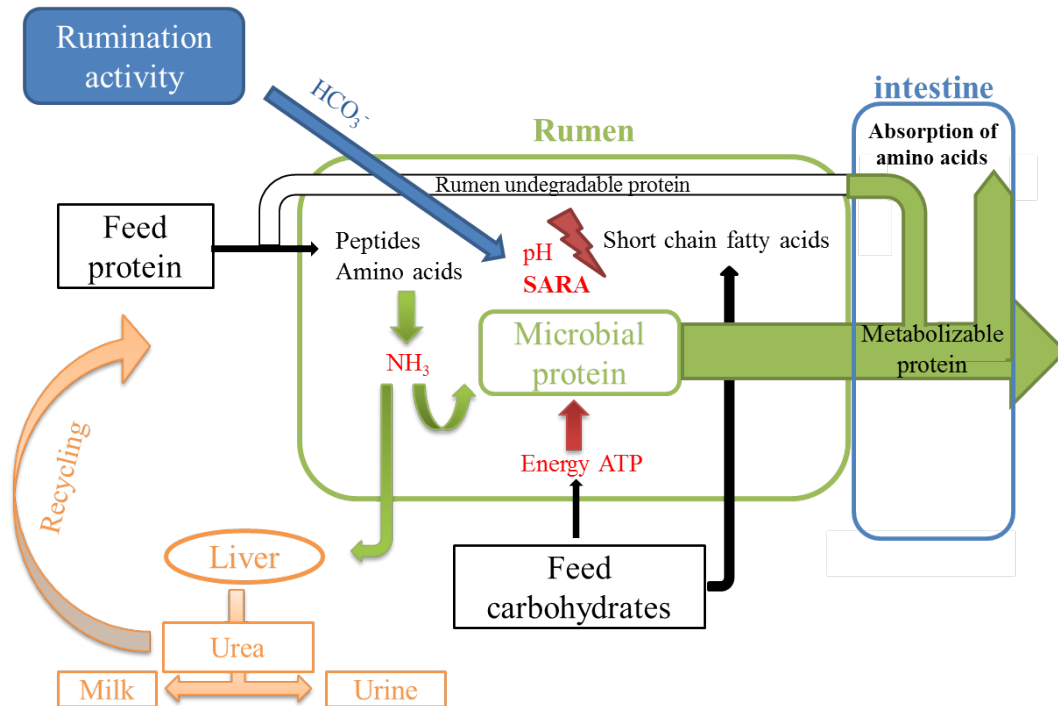 Rumination
activity
HCO₃⁻
intestine
Rumen
Absorption of
amino acids
Rumen undegradable protein
Feed
protein
Peptides
Amino acids
pH
SARA
Short chain fatty acids
Microbial
protein
Metabolizable
protein
NH₃
Energy ATP
Recycling
Liver
Feed
carbohydrates
Urea
Milk
Urine